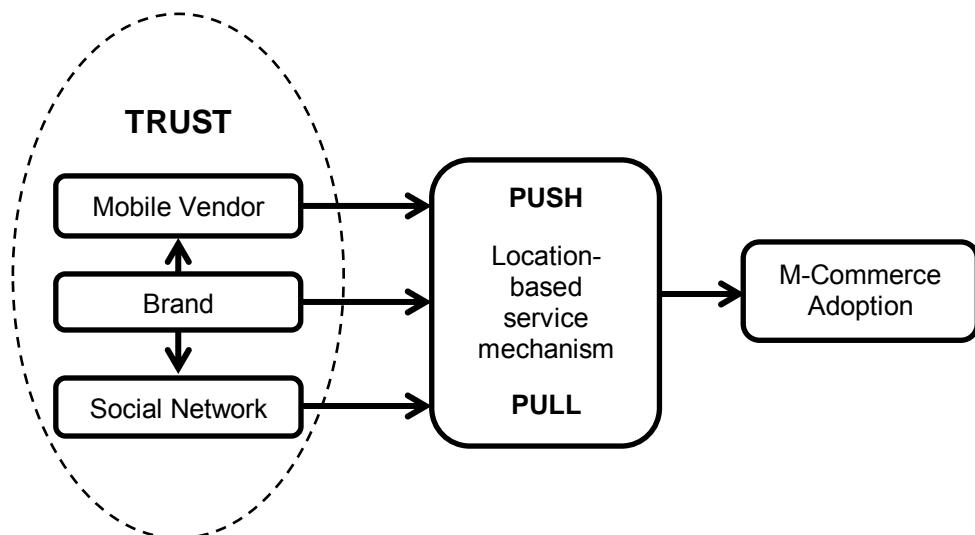 TRUST
Mobile Vendor
Brand
Social Network
PUSH
Location-
based
service
mechanism
PULL
M-Commerce
Adoption